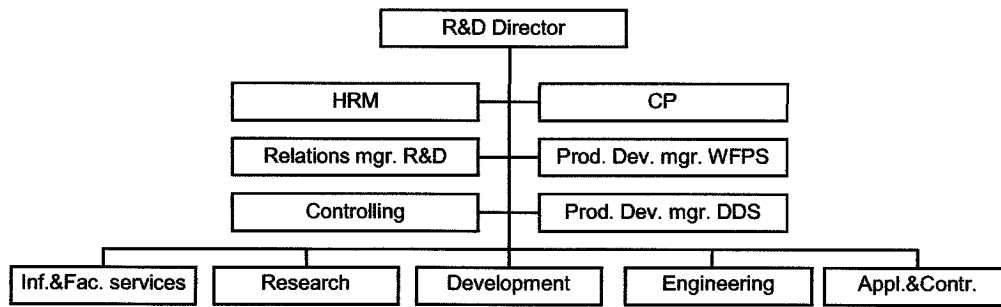 R&D Director
HRM
CP
Relations mgr. R&D
Prod. Dev. mgr. WFPS
Controlling
Prod. Dev. mgr. DDS
Inf.&Fac. services
Research
Development
Engineering
Appl.&Contr.